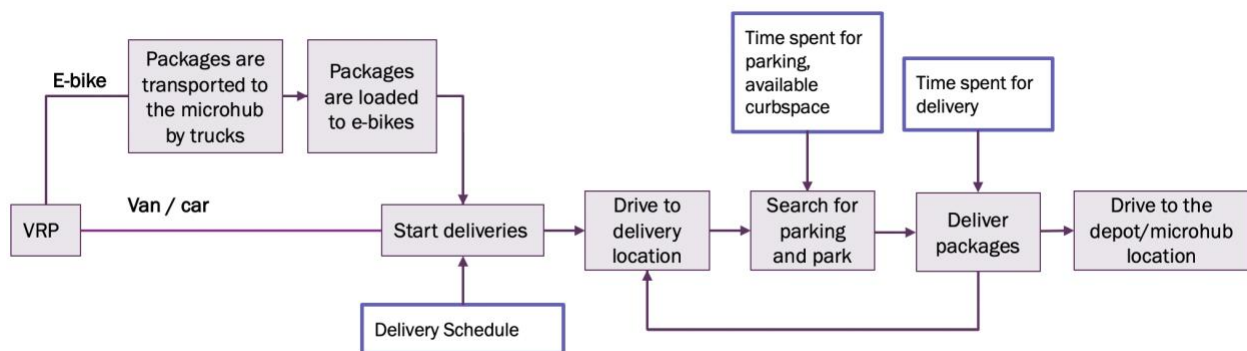 E-bike
Packages are
transported to
the microhub
by trucks
Packages
are loaded
to e-bikes
Time spent for
parking,
available
curbspace
Time spent for
delivery
VRP
Van / car
Start deliveries
Drive to
delivery
location
Search for
parking
and park
Deliver
packages
Drive to the
depot/microhub
location
Delivery Schedule